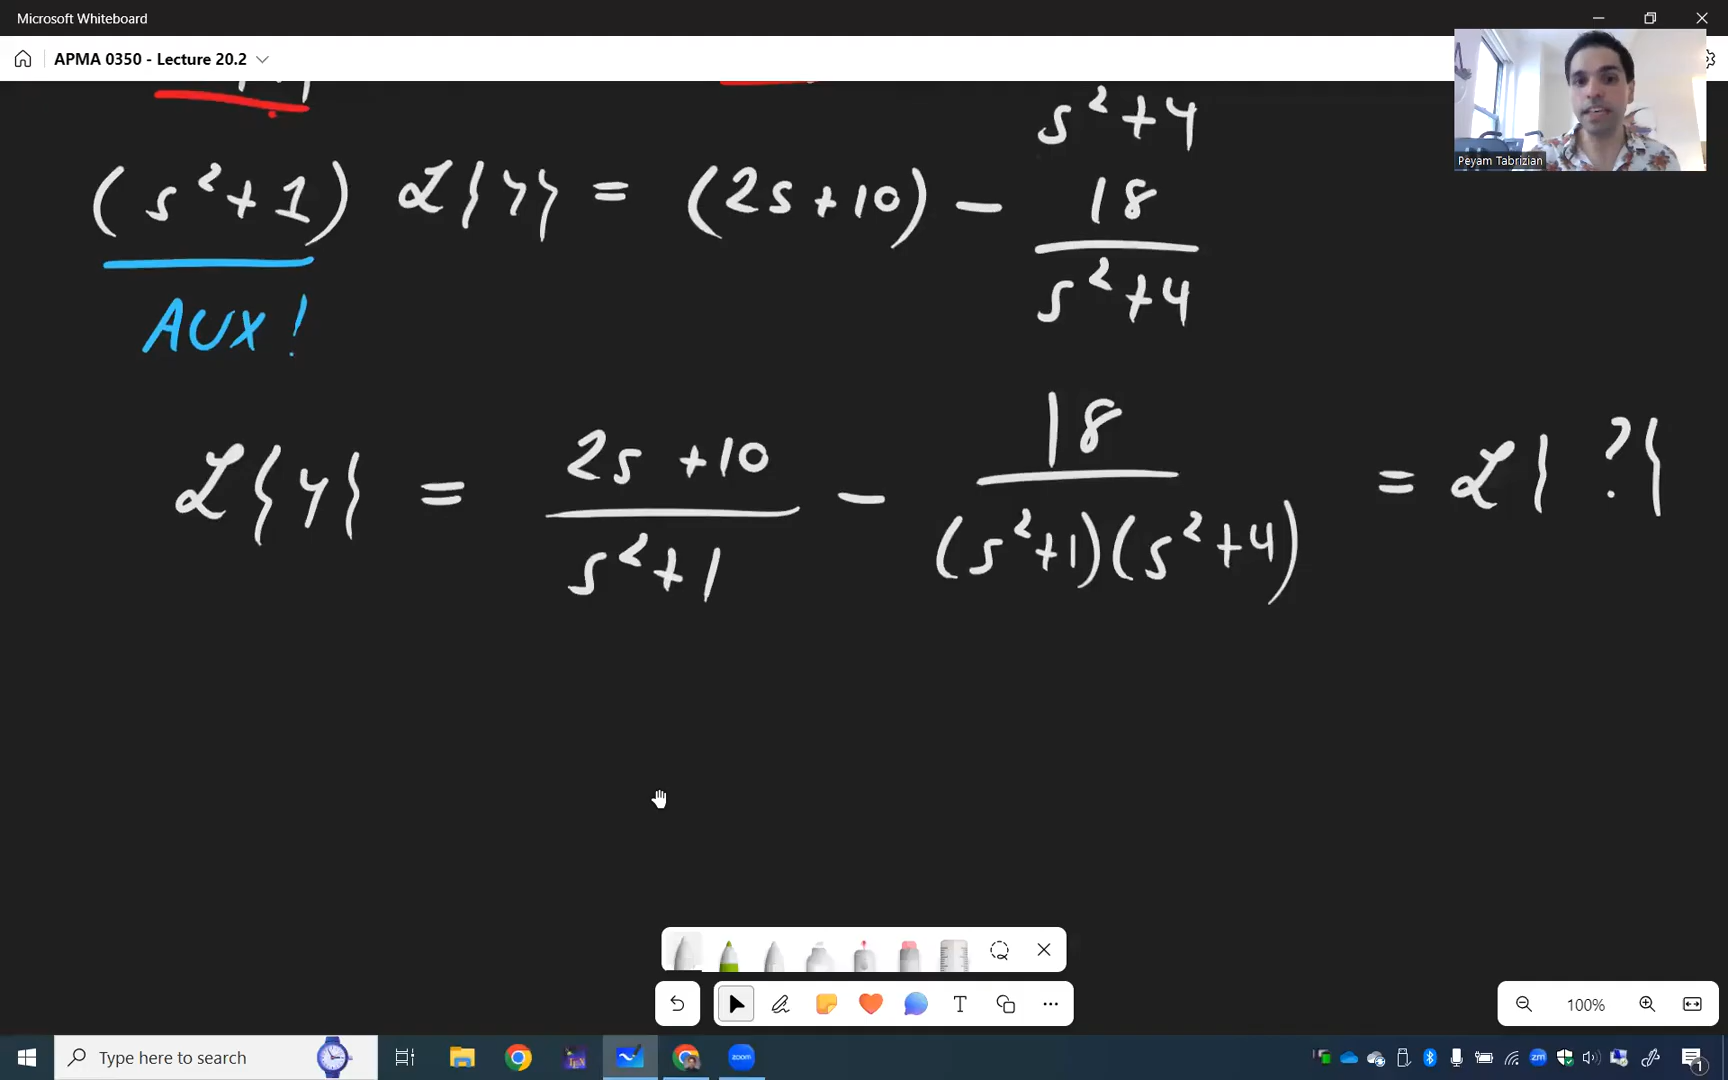 Microsoft Whiteboard
APMA 0350 - Lecture 20.2
Peyam Tabrizian
s²+4
(s²+1) ℒ{y} = (2s+10) − 18
s²+4
AUX!
ℒ{y} = 2s+10 − 18 = ℒ{ ?}
s²+1 (s²+1)(s²+4)
100%
Type here to search
zoom